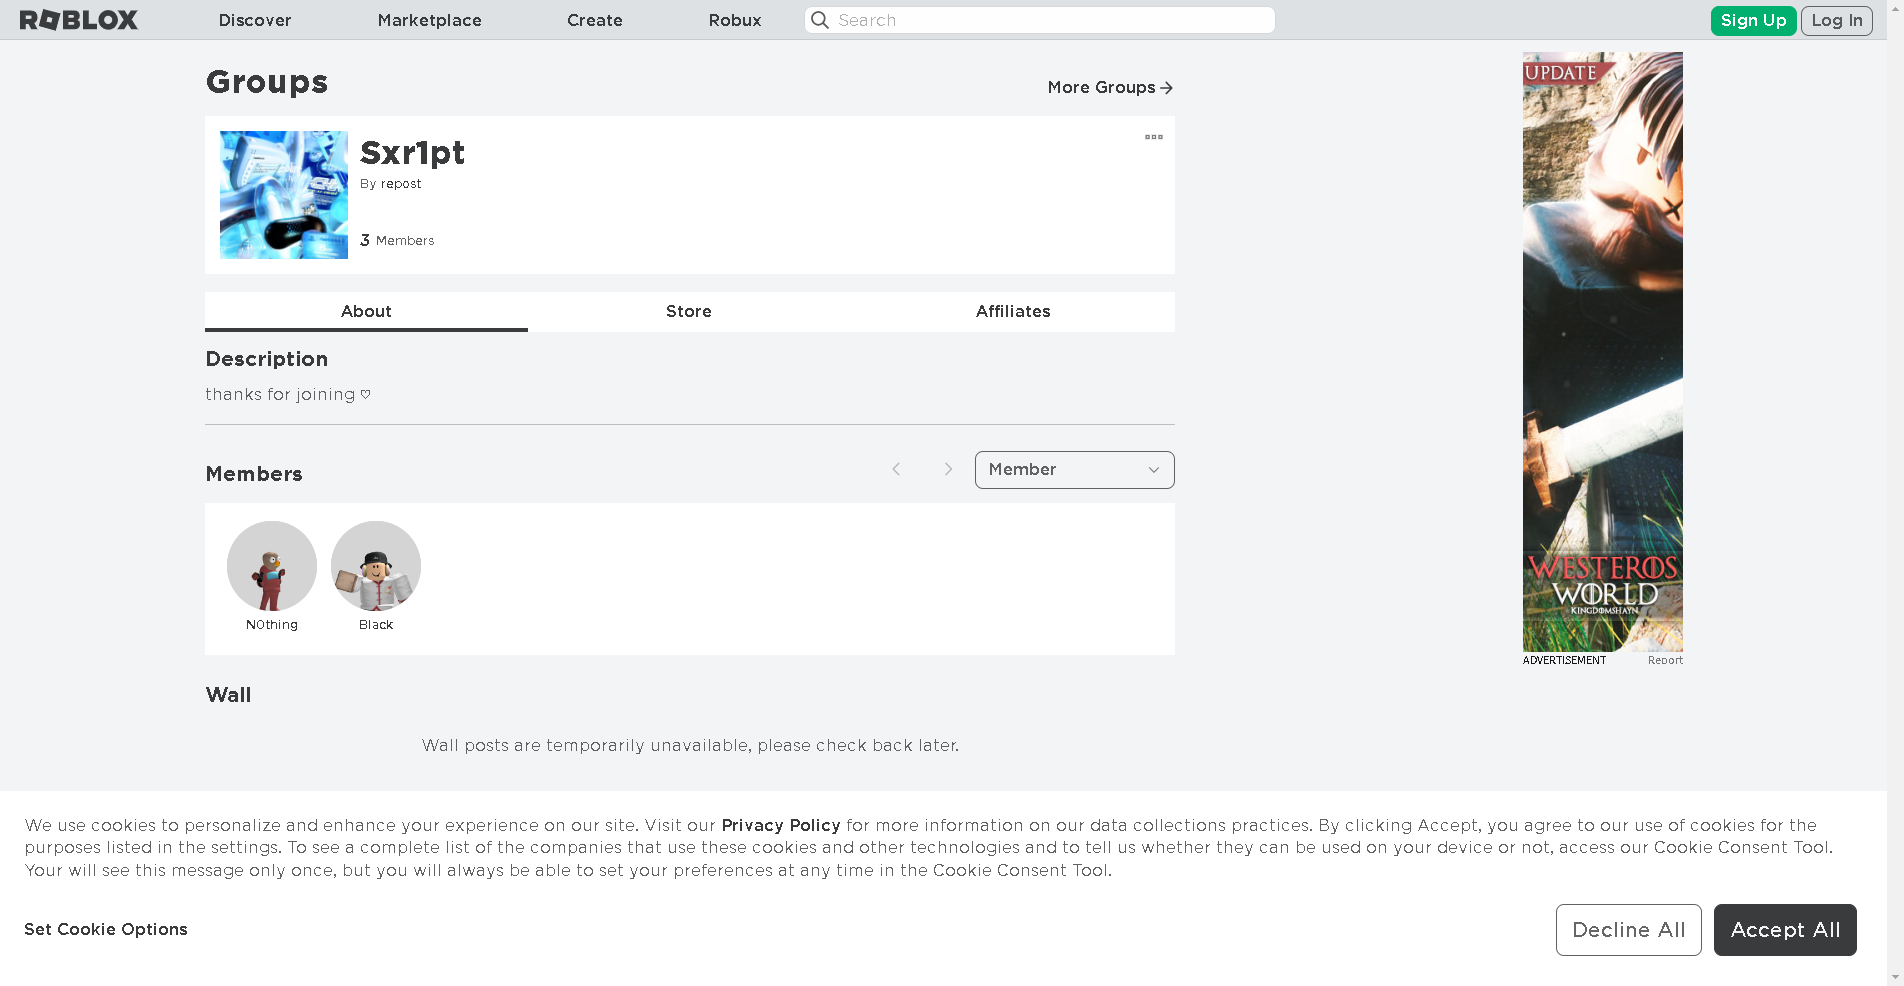 ROBLOX Discover Marketplace Create Robux Search Sign Up Log In
Groups
More Groups
Sxr1pt
By repost
3 Members
About Store Affiliates
Description
thanks for joining ♡
Members
Member
N0thing Black
Wall
Wall posts are temporarily unavailable, please check back later.
UPDATE
WESTEROS
WORLD
KINGDOMSHAYN
ADVERTISEMENT Report
We use cookies to personalize and enhance your experience on our site. Visit our Privacy Policy for more information on our data collections practices. By clicking Accept, you agree to our use of cookies for the
purposes listed in the settings. To see a complete list of the companies that use these cookies and other technologies and to tell us whether they can be used on your device or not, access our Cookie Consent Tool.
Your will see this message only once, but you will always be able to set your preferences at any time in the Cookie Consent Tool.
Set Cookie Options
Decline All Accept All